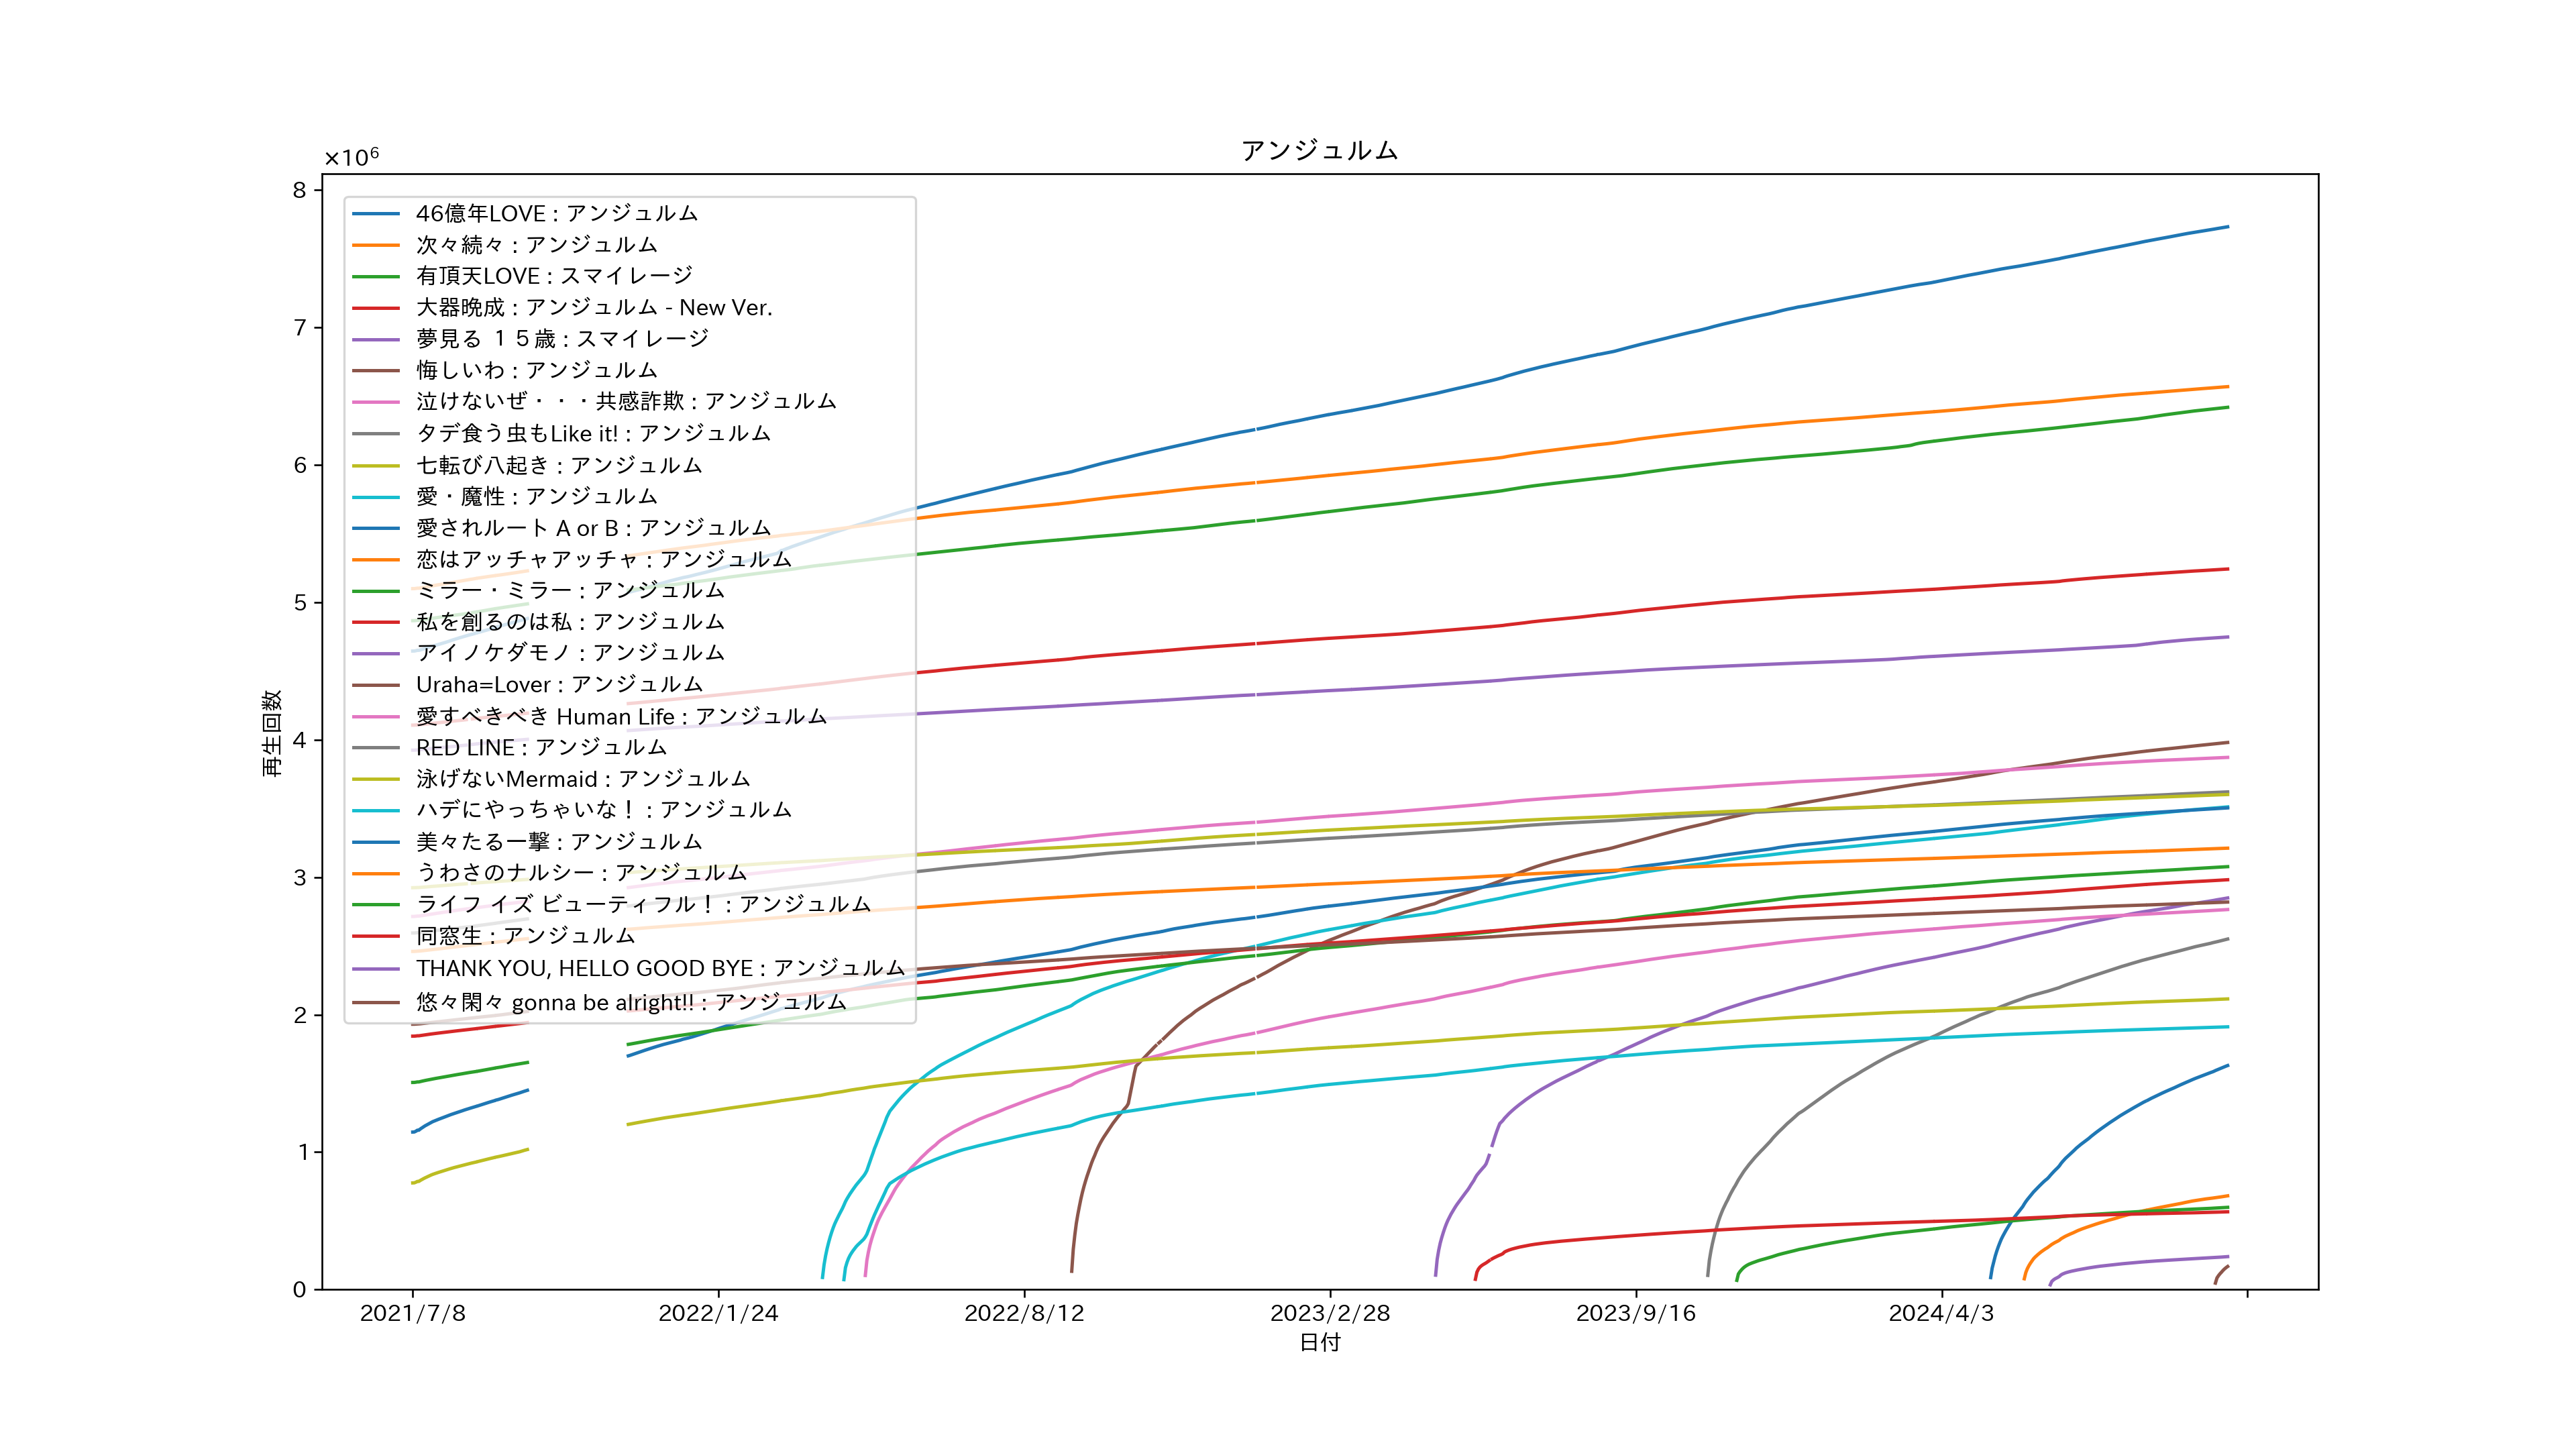 アンジュルム
×10⁶
8
7
6
5
4
3
2
1
0
再生回数
46億年LOVE : アンジュルム
次々続々 : アンジュルム
有頂天LOVE : スマイレージ
大器晩成 : アンジュルム - New Ver.
夢見る １５歳 : スマイレージ
悔しいわ : アンジュルム
泣けないぜ・・・共感詐欺 : アンジュルム
タデ食う虫もLike it! : アンジュルム
七転び八起き : アンジュルム
愛・魔性 : アンジュルム
愛されルート A or B : アンジュルム
恋はアッチャアッチャ : アンジュルム
ミラー・ミラー : アンジュルム
私を創るのは私 : アンジュルム
アイノケダモノ : アンジュルム
Uraha=Lover : アンジュルム
愛すべきべき Human Life : アンジュルム
RED LINE : アンジュルム
泳げないMermaid : アンジュルム
ハデにやっちゃいな！ : アンジュルム
美々たる一撃 : アンジュルム
うわさのナルシー : アンジュルム
ライフ イズ ビューティフル！ : アンジュルム
同窓生 : アンジュルム
THANK YOU, HELLO GOOD BYE : アンジュルム
悠々閑々 gonna be alright!! : アンジュルム
2021/7/8 2022/1/24 2022/8/12 2023/2/28 2023/9/16 2024/4/3
日付